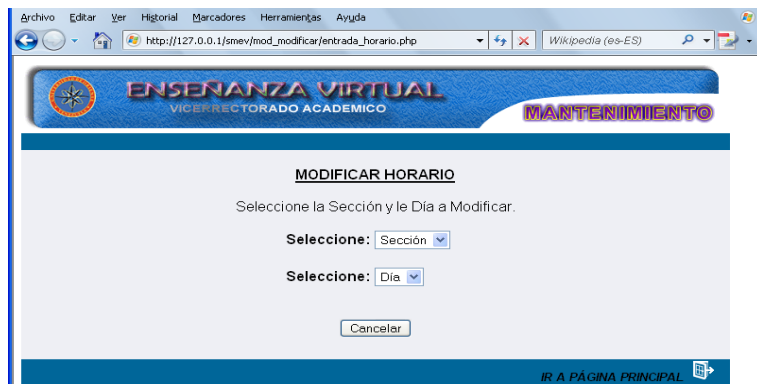 Archivo Editar Ver Historial Marcadores Herramientas Ayuda
http://127.0.0.1/smev/mod_modificar/entrada_horario.php Wikipedia (es-ES)
ENSEÑANZA VIRTUAL
VICERRECTORADO ACADEMICO
MANTENIMIENTO
MODIFICAR HORARIO
Seleccione la Sección y le Día a Modificar.
Seleccione: Sección
Seleccione: Día
Cancelar
IR A PÁGINA PRINCIPAL